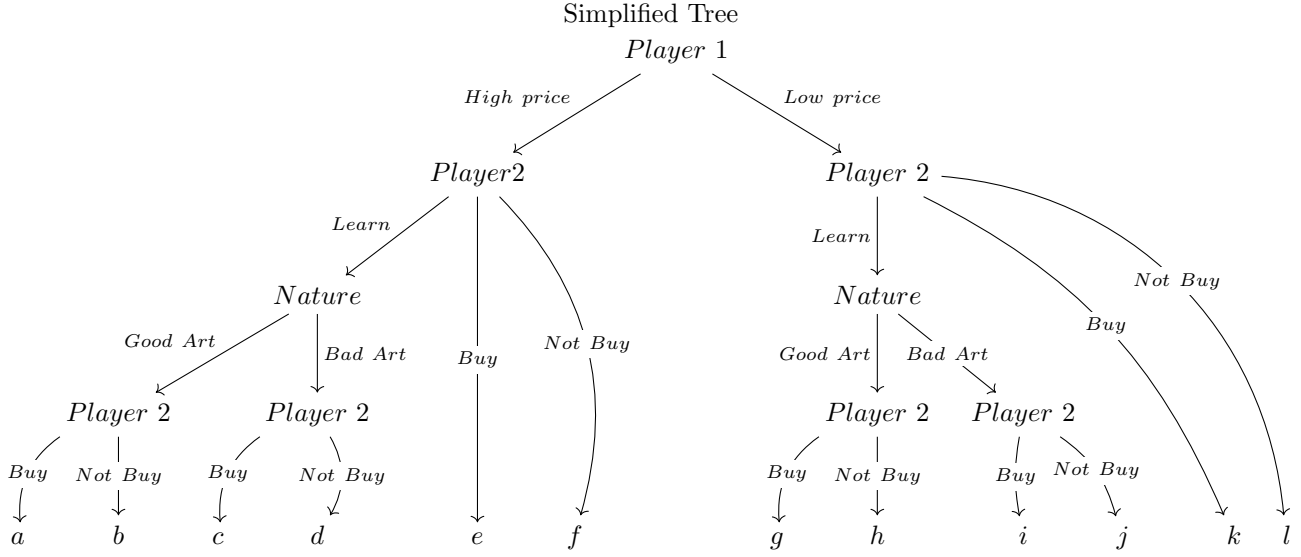 Simplified Tree
Player 1
High price Low price
Player2 Player 2
Learn Learn
Not Buy
Nature Nature
Buy
Good Art Bad Art Buy Not Buy Good Art Bad Art
Player 2 Player 2 Player 2 Player 2
Buy Not Buy Buy Not Buy Buy Not Buy Buy Not Buy
a b c d e f g h i j k l